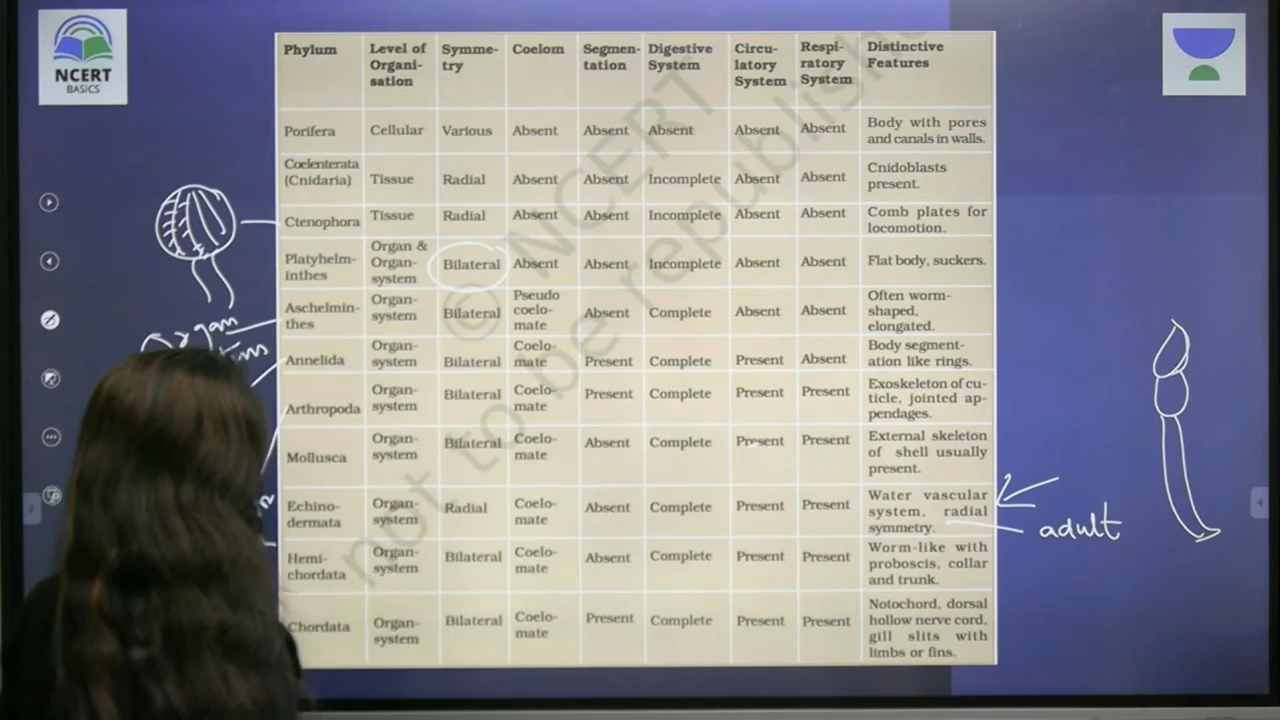 NCERT
BASICS
Phylum
Level of
Organi-
sation
Symme-
try
Coelom
Segmen-
tation
Digestive
System
Circu-
latory
System
Respi-
ratory
System
Distinctive
Features
Porifera
Cellular
Various
Absent
Absent
Absent
Absent
Absent
Body with pores
and canals in walls.
Coelenterata
(Cnidaria)
Tissue
Radial
Absent
Absent
Incomplete
Absent
Absent
Cnidoblasts
present.
Ctenophora
Tissue
Radial
Absent
Absent
Incomplete
Absent
Absent
Comb plates for
locomotion.
Platyhelm-
inthes
Organ &
Organ-
system
Bilateral
Absent
Absent
Incomplete
Absent
Absent
Flat body, suckers.
Aschelmin-
thes
Organ-
system
Bilateral
Pseudo
coelo-
mate
Absent
Complete
Absent
Absent
Often worm-
shaped,
elongated.
Annelida
Organ-
system
Bilateral
Coelo-
mate
Present
Complete
Present
Absent
Body segment-
ation like rings.
Arthropoda
Organ-
system
Bilateral
Coelo-
mate
Present
Complete
Present
Present
Exoskeleton of cu-
ticle, jointed ap-
pendages.
Mollusca
Organ-
system
Bilateral
Coelo-
mate
Absent
Complete
Present
Present
External skeleton
of shell usually
present.
Echino-
dermata
Organ-
system
Radial
Coelo-
mate
Absent
Complete
Present
Present
Water vascular
system, radial
symmetry.
Hemi-
chordata
Organ-
system
Bilateral
Coelo-
mate
Absent
Complete
Present
Present
Worm-like with
proboscis, collar
and trunk.
Chordata
Organ-
system
Bilateral
Coelo-
mate
Present
Complete
Present
Present
Notochord, dorsal
hollow nerve cord,
gill slits with
limbs or fins.
© NCERT
not to be republished
Organ
adult